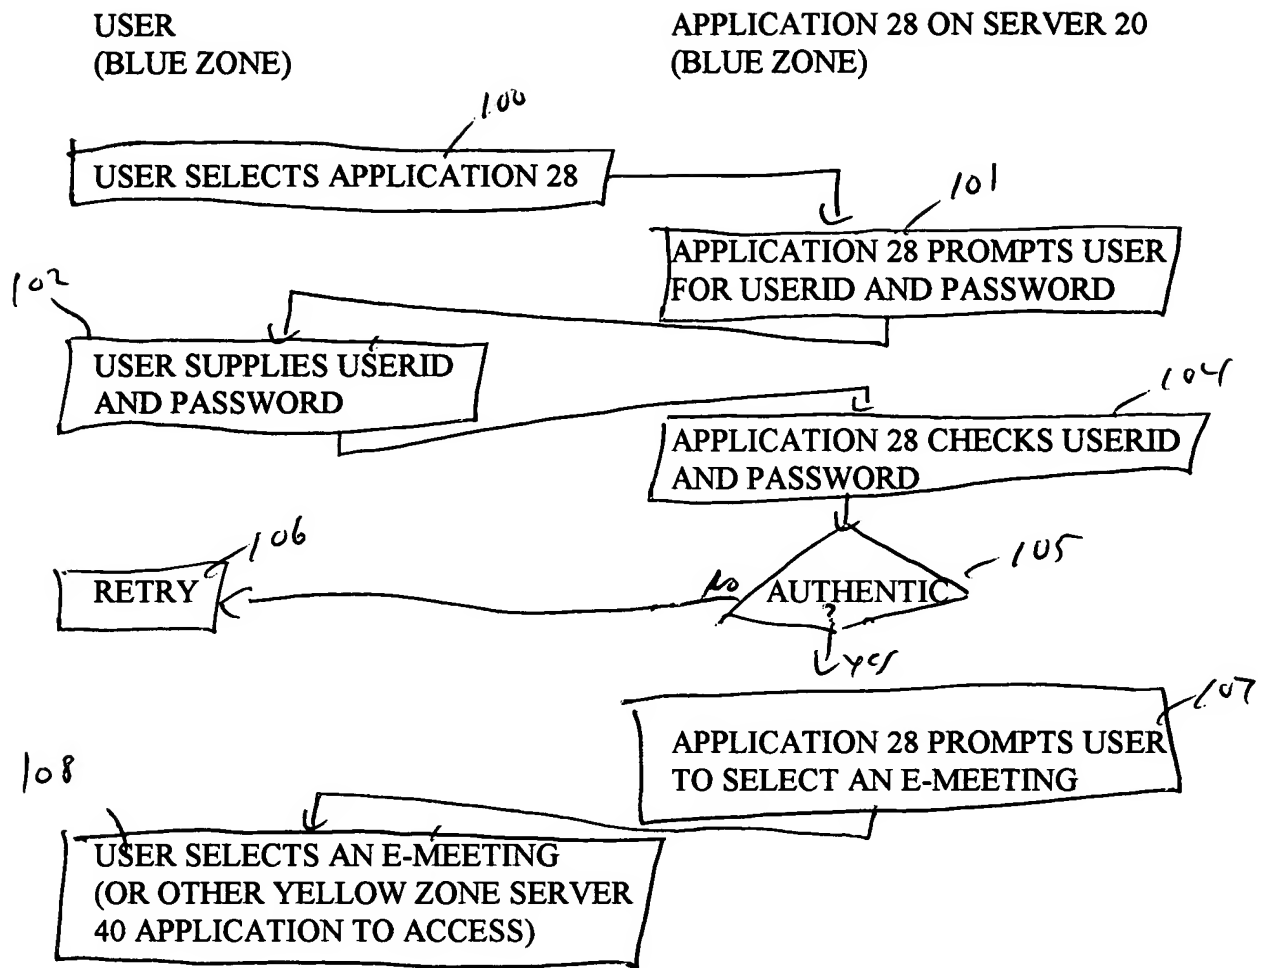 USER
(BLUE ZONE)
APPLICATION 28 ON SERVER 20
(BLUE ZONE)
100
USER SELECTS APPLICATION 28
101
APPLICATION 28 PROMPTS USER
FOR USERID AND PASSWORD
102
USER SUPPLIES USERID
AND PASSWORD
104
APPLICATION 28 CHECKS USERID
AND PASSWORD
106
RETRY
No
105
AUTHENTIC
?
yes
107
APPLICATION 28 PROMPTS USER
TO SELECT AN E-MEETING
108
USER SELECTS AN E-MEETING
(OR OTHER YELLOW ZONE SERVER
40 APPLICATION TO ACCESS)